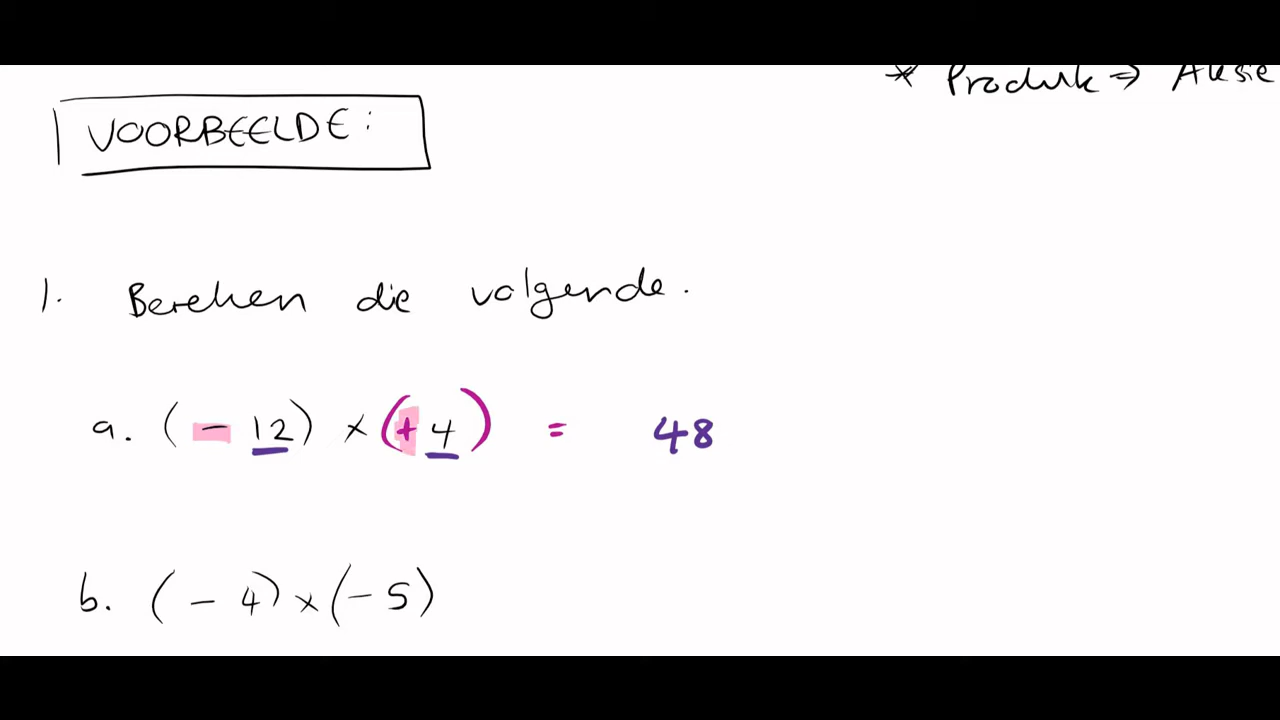 * Produk => Aksie
VOORBEELDE:
1. Bereken die volgende.
a. (- 12) × (+ 4) = 48
b. (- 4) × (- 5)